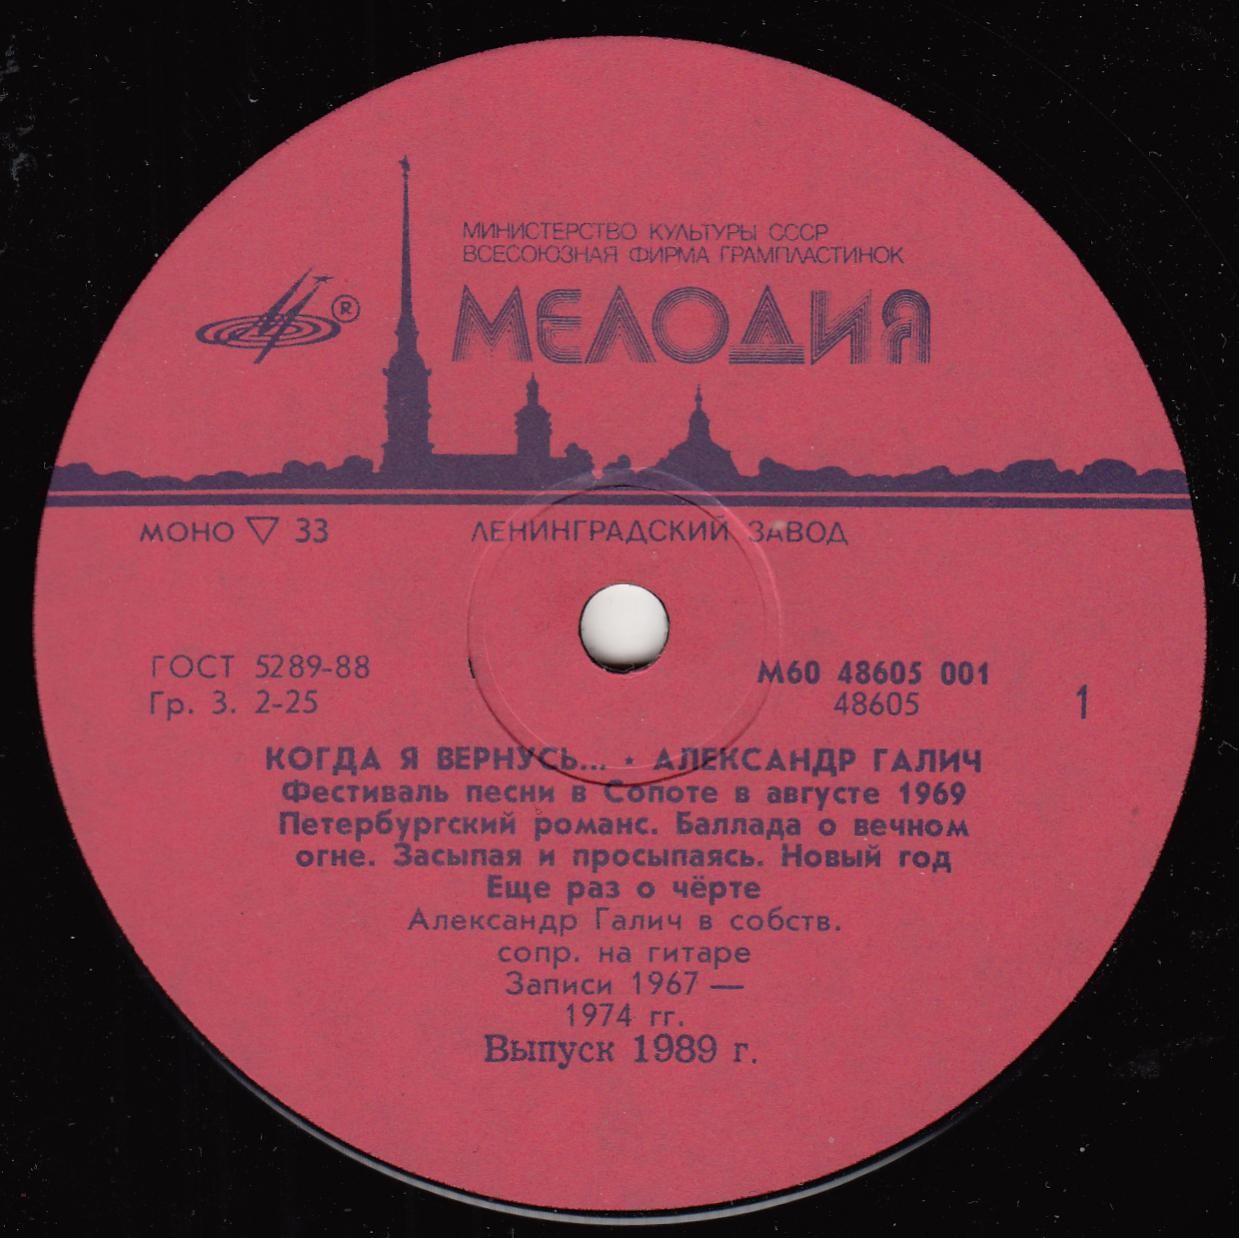 МИНИСТЕРСТВО КУЛЬТУРЫ СССР
ВСЕСОЮЗНАЯ ФИРМА ГРАМПЛАСТИНОК
®
МЕЛОДИЯ
МОНО ▽ 33
ЛЕНИНГРАДСКИЙ ЗАВОД
ГОСТ 5289-88
Гр. 3. 2-25
М60 48605 001
48605
1
КОГДА Я ВЕРНУСЬ... ⋆ АЛЕКСАНДР ГАЛИЧ
Фестиваль песни в Сопоте в августе 1969
Петербургский романс. Баллада о вечном
огне. Засыпая и просыпаясь. Новый год
Еще раз о чёрте
Александр Галич в собств.
сопр. на гитаре
Записи 1967 —
1974 гг.
Выпуск 1989 г.